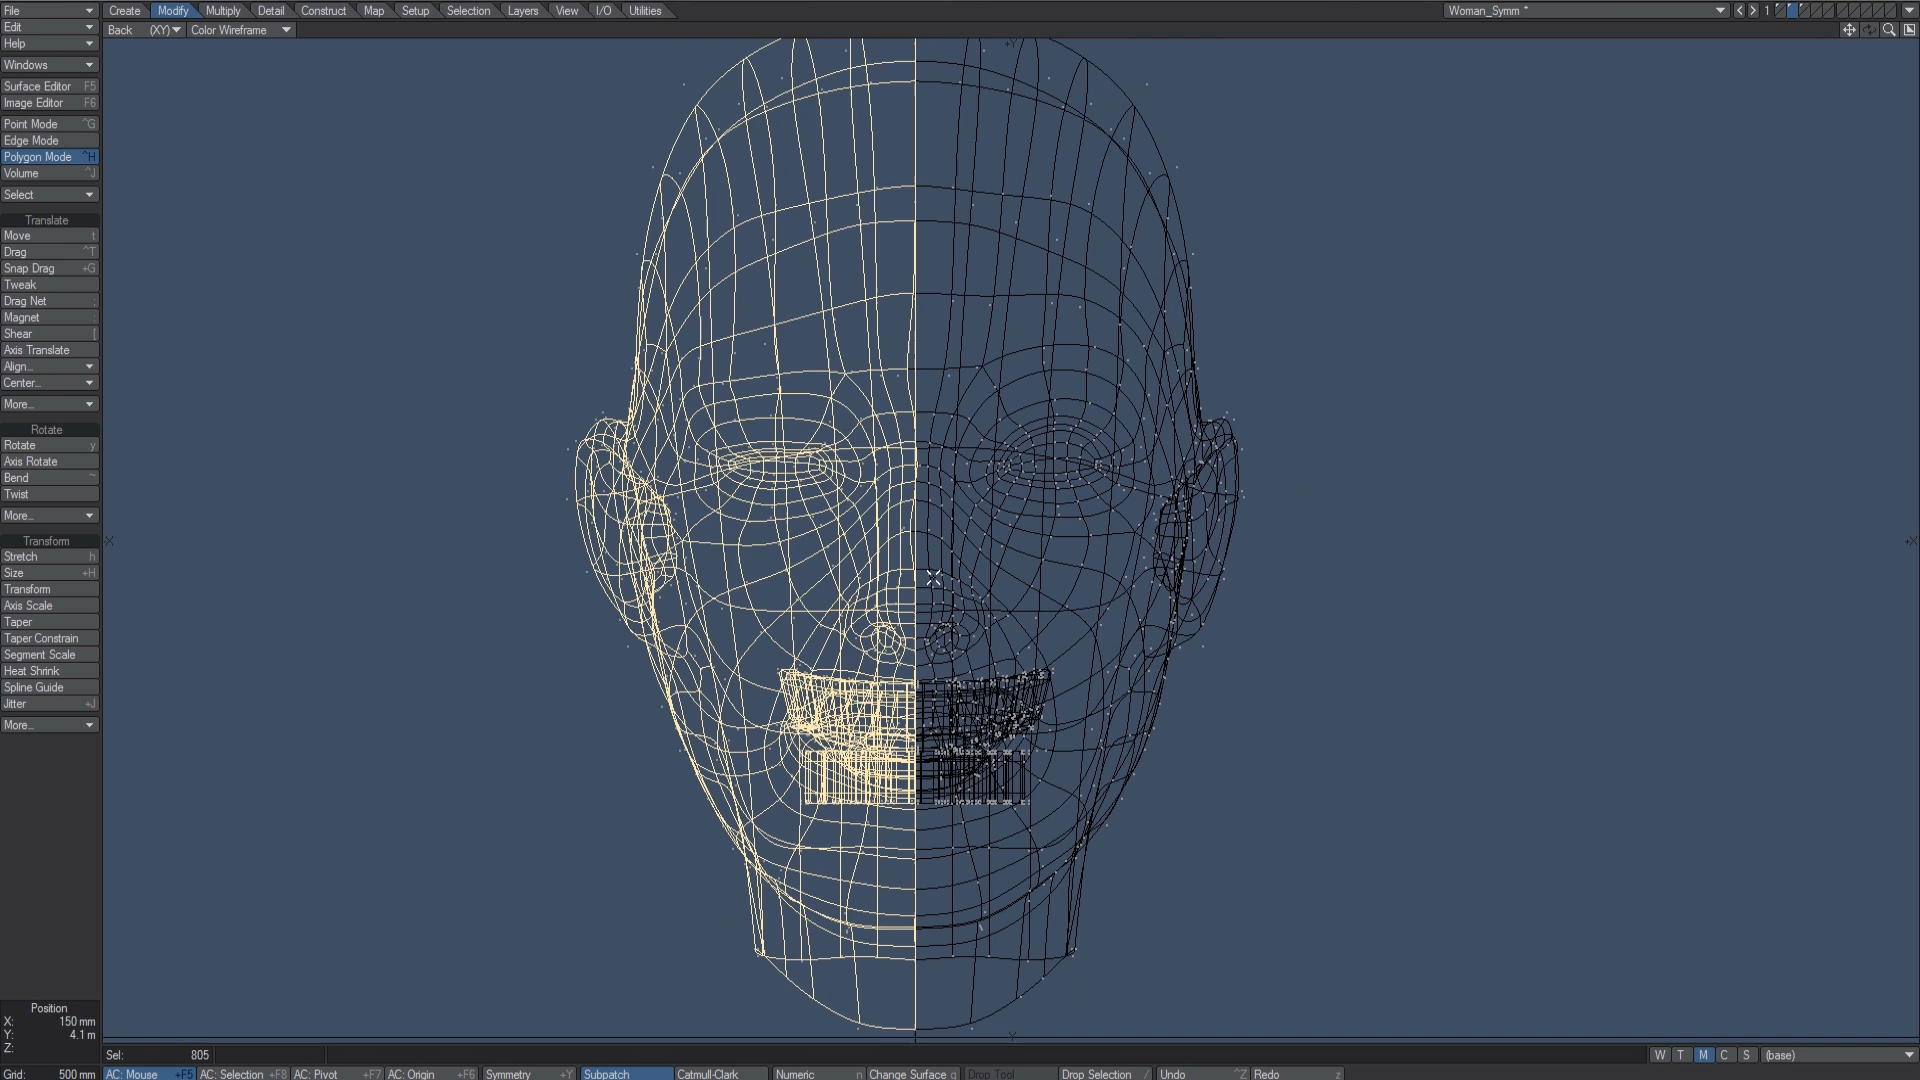 File Create Modify Multiply Detail Construct Map Setup Selection Layers View I/O Utilities Woman_Symm * 1
Edit Back (XY) Color Wireframe
Help
Windows
Surface Editor F5
Image Editor F6
Point Mode ^G
Edge Mode
Polygon Mode ^H
Volume ^J
Select
Translate
Move t
Drag ^T
Snap Drag +G
Tweak
Drag Net ;
Magnet :
Shear [
Axis Translate
Align...
Center...
More...
Rotate
Rotate y
Axis Rotate
Bend ~
Twist
More...
Transform
Stretch h
Size +H
Transform
Axis Scale
Taper
Taper Constrain
Segment Scale
Heat Shrink
Spline Guide
Jitter +J
More...
+Y
-X
+X
-Y
Position
X: 150 mm
Y: 4.1 m
Z:
Sel: 805 W T M C S (base)
Grid: 500 mm AC: Mouse +F5 AC: Selection +F8 AC: Pivot +F7 AC: Origin +F6 Symmetry +Y Subpatch Catmull-Clark Numeric n Change Surface q Drop Tool Drop Selection / Undo ^Z Redo z